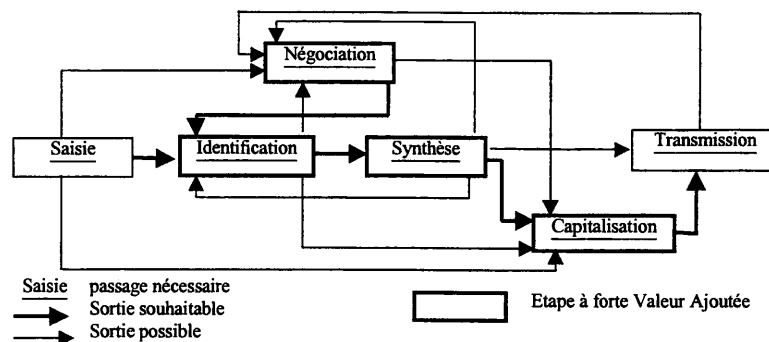 Négociation
Saisie
Identification
Synthèse
Transmission
Capitalisation
Saisie passage nécessaire
Sortie souhaitable
Sortie possible
Etape à forte Valeur Ajoutée